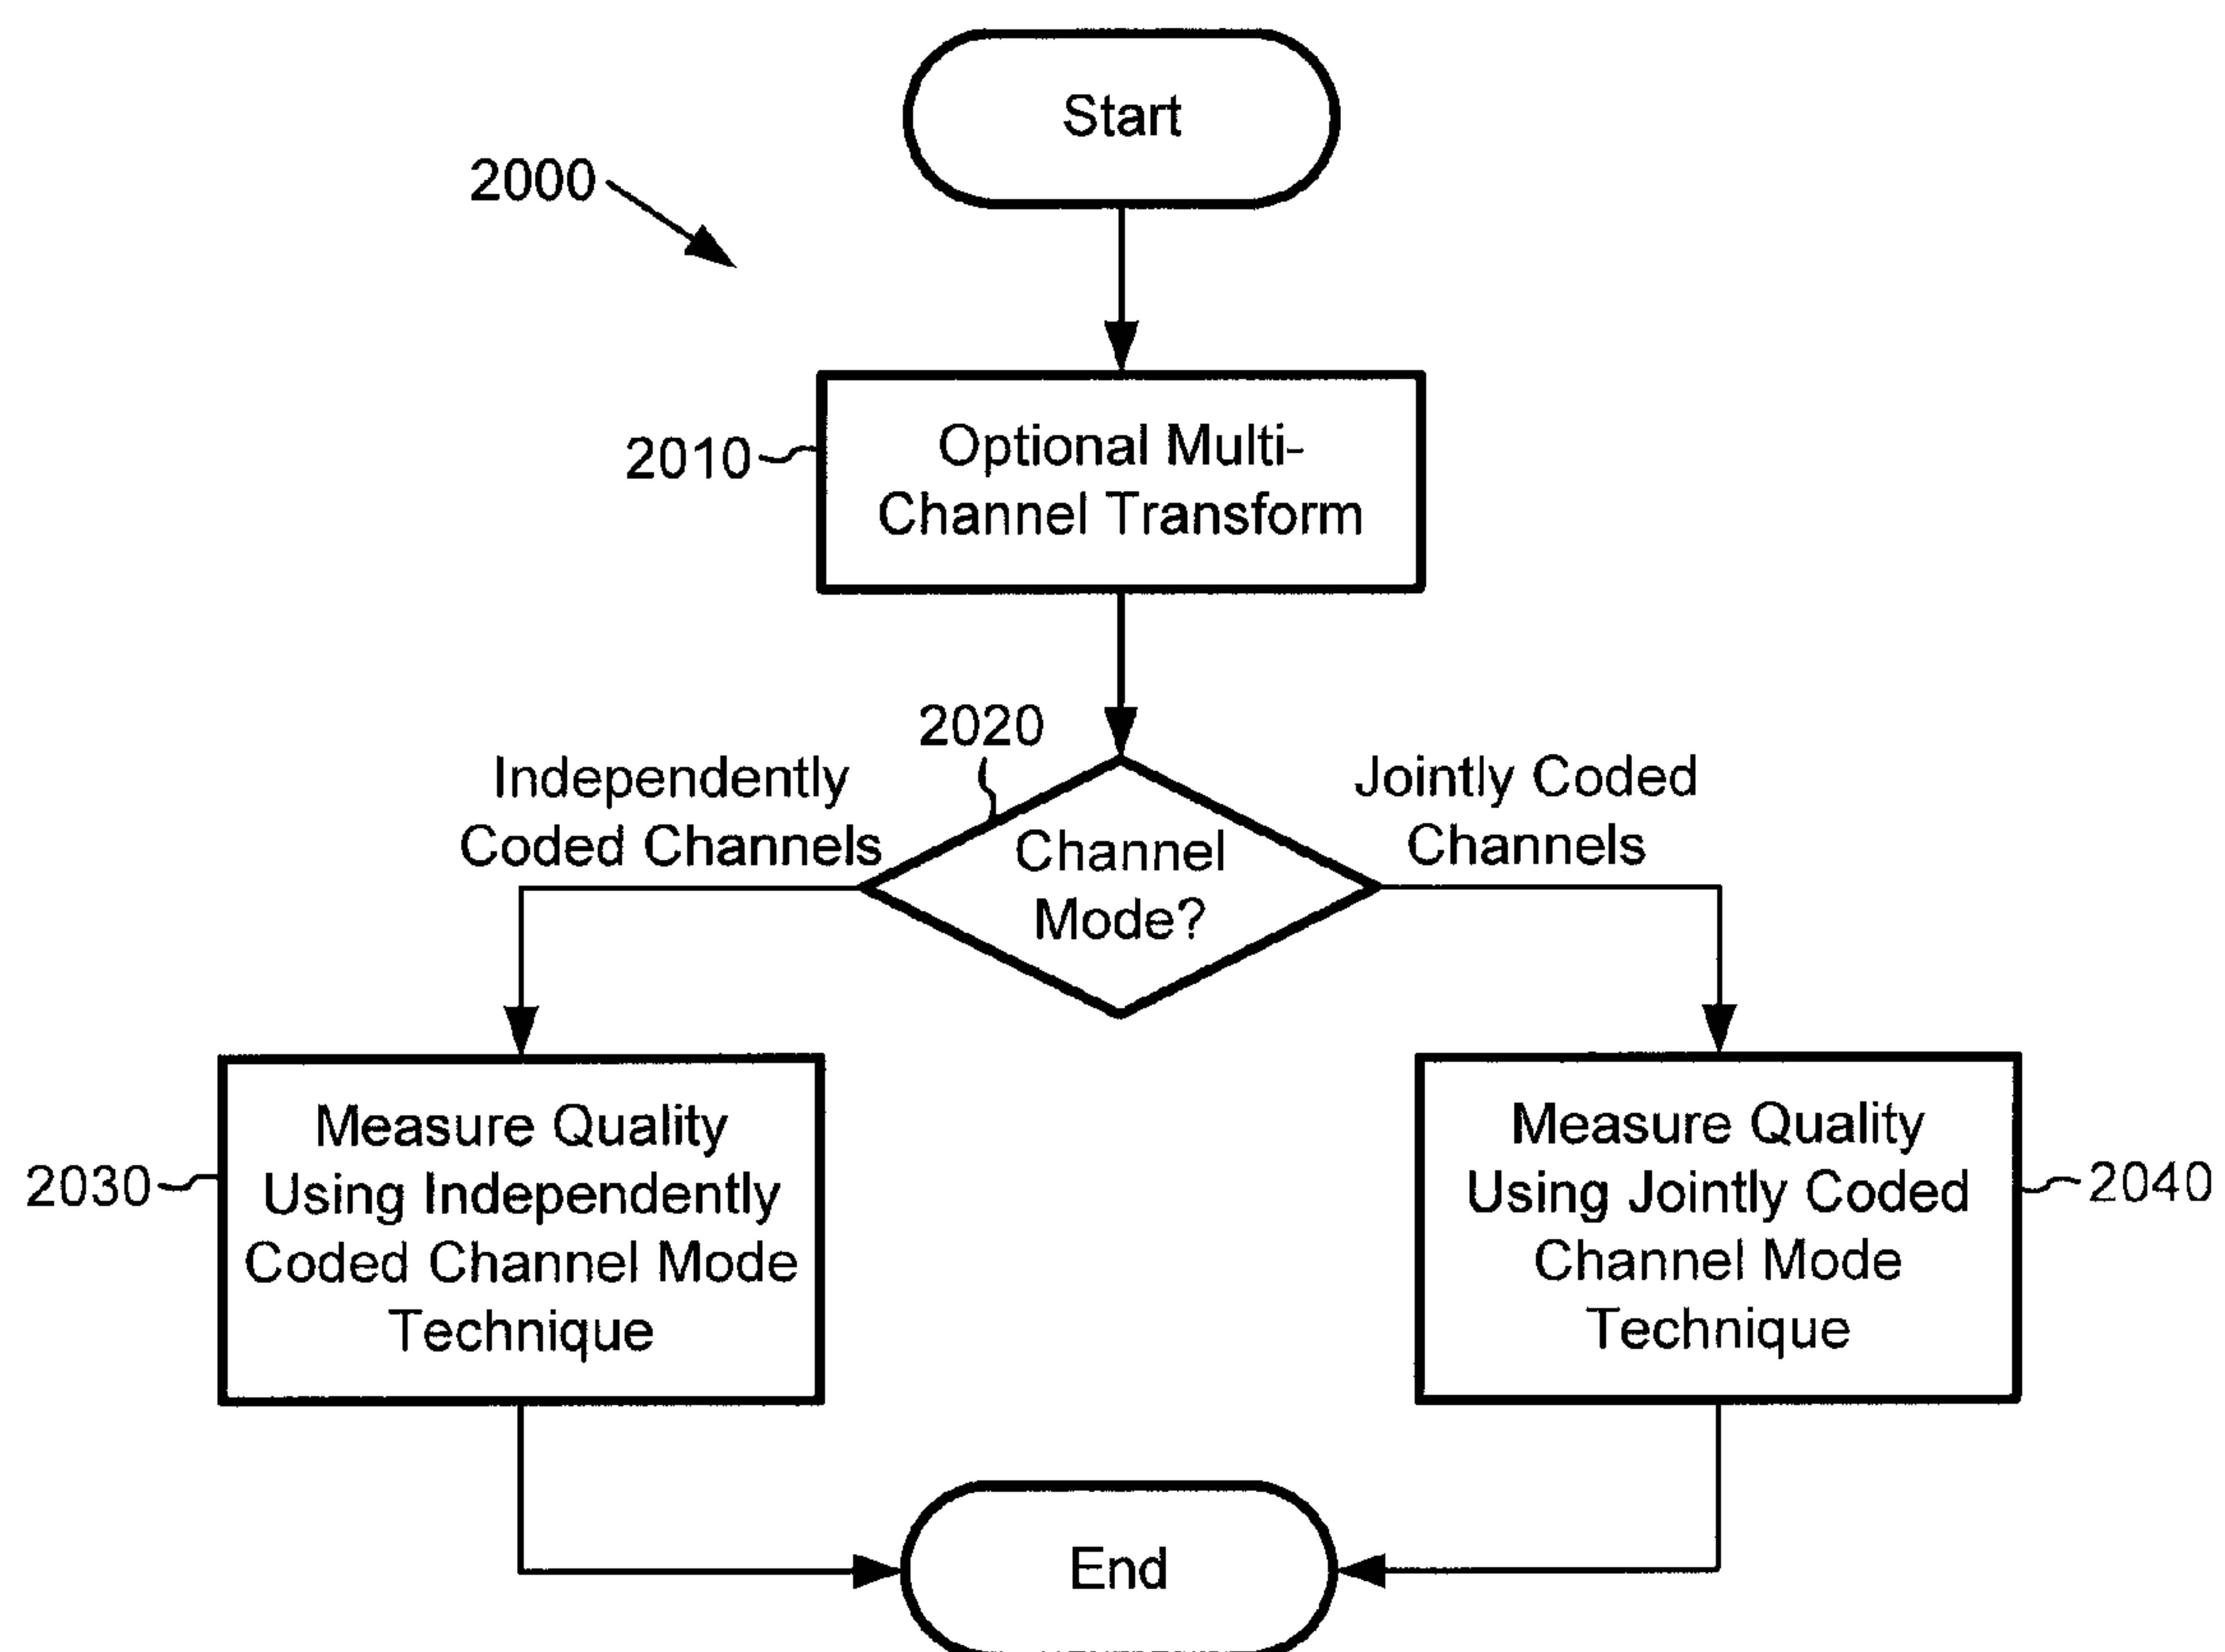 Start
2000
2010
Optional Multi-
Channel Transform
2020
Independently
Coded Channels
Channel
Mode?
Jointly Coded
Channels
2030
Measure Quality
Using Independently
Coded Channel Mode
Technique
Measure Quality
Using Jointly Coded
Channel Mode
Technique
2040
End